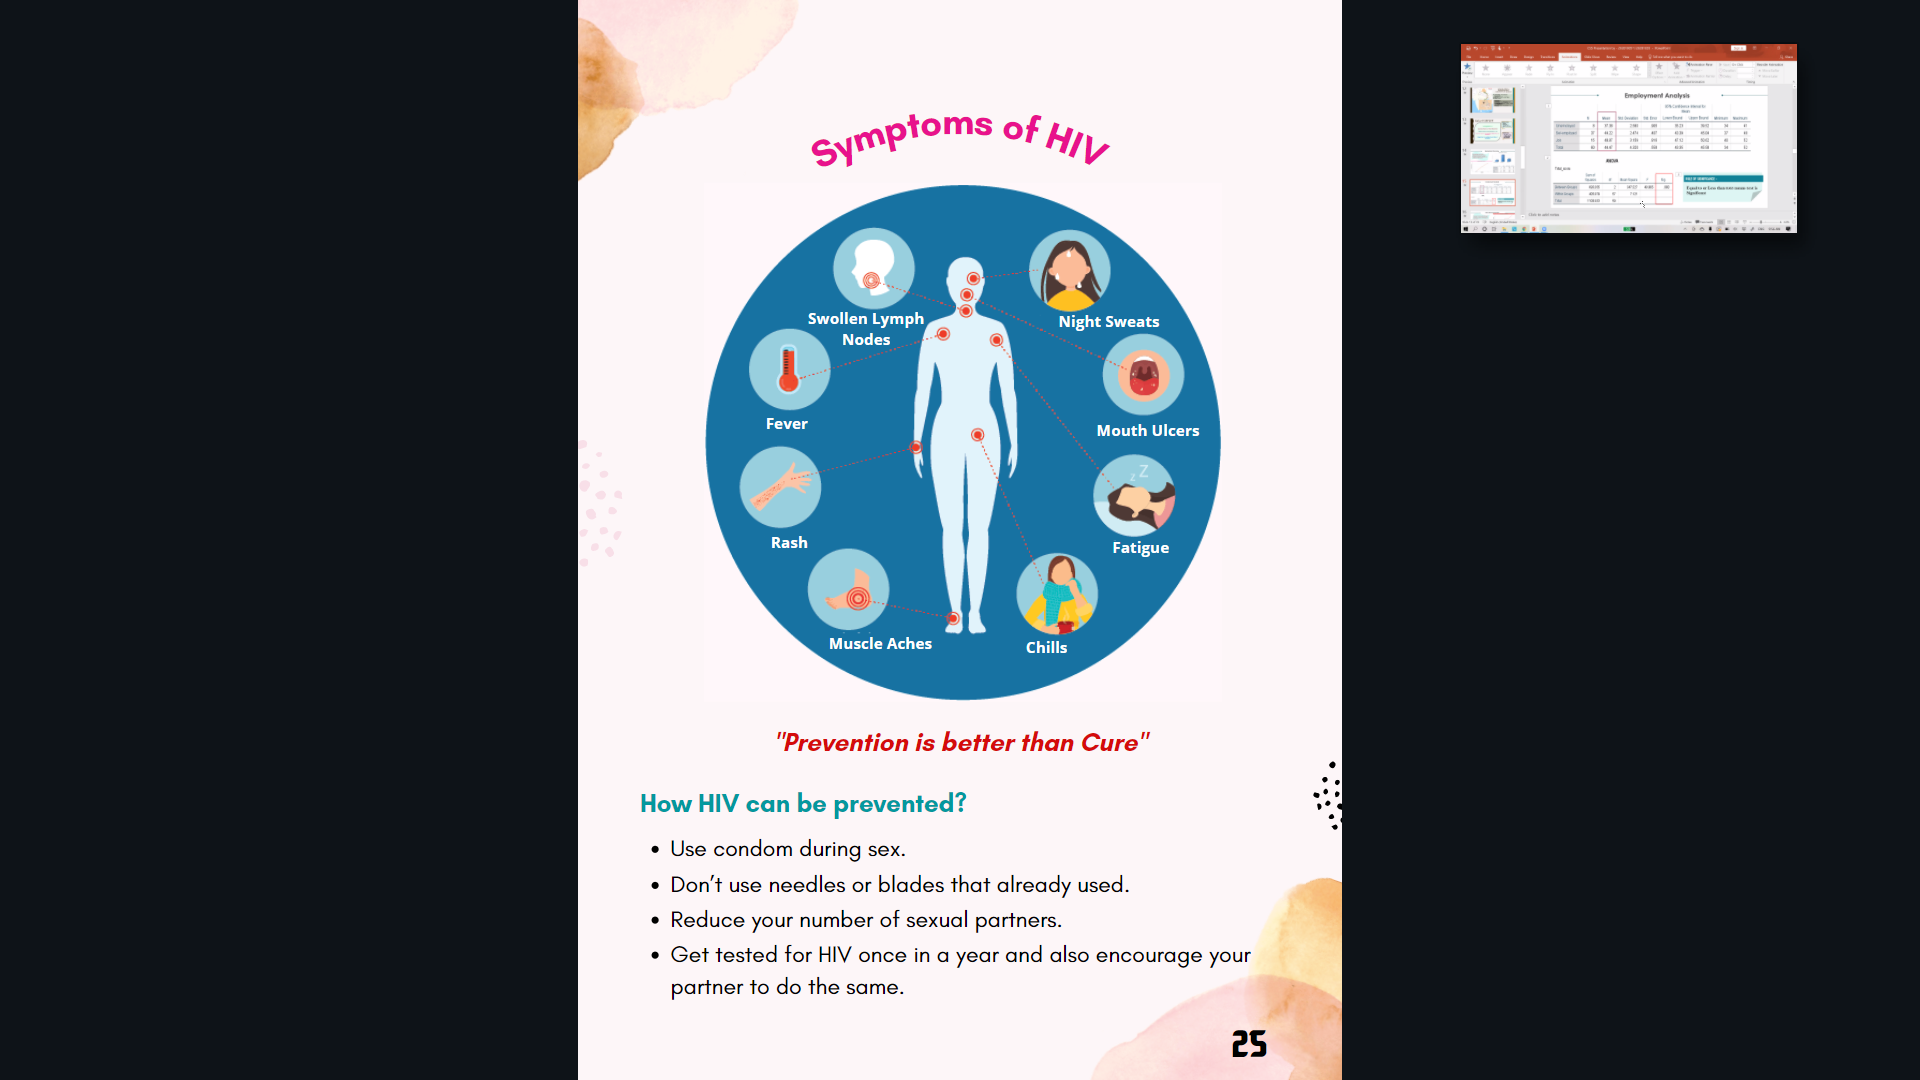 Symptoms of HIV
Swollen Lymph
Nodes
Night Sweats
Fever
Mouth Ulcers
Rash
Fatigue
z Z
Muscle Aches
Chills
"Prevention is better than Cure"
How HIV can be prevented?
• Use condom during sex.
• Don't use needles or blades that already used.
• Reduce your number of sexual partners.
• Get tested for HIV once in a year and also encourage your
partner to do the same.
25
Employment Analysis
ANOVA